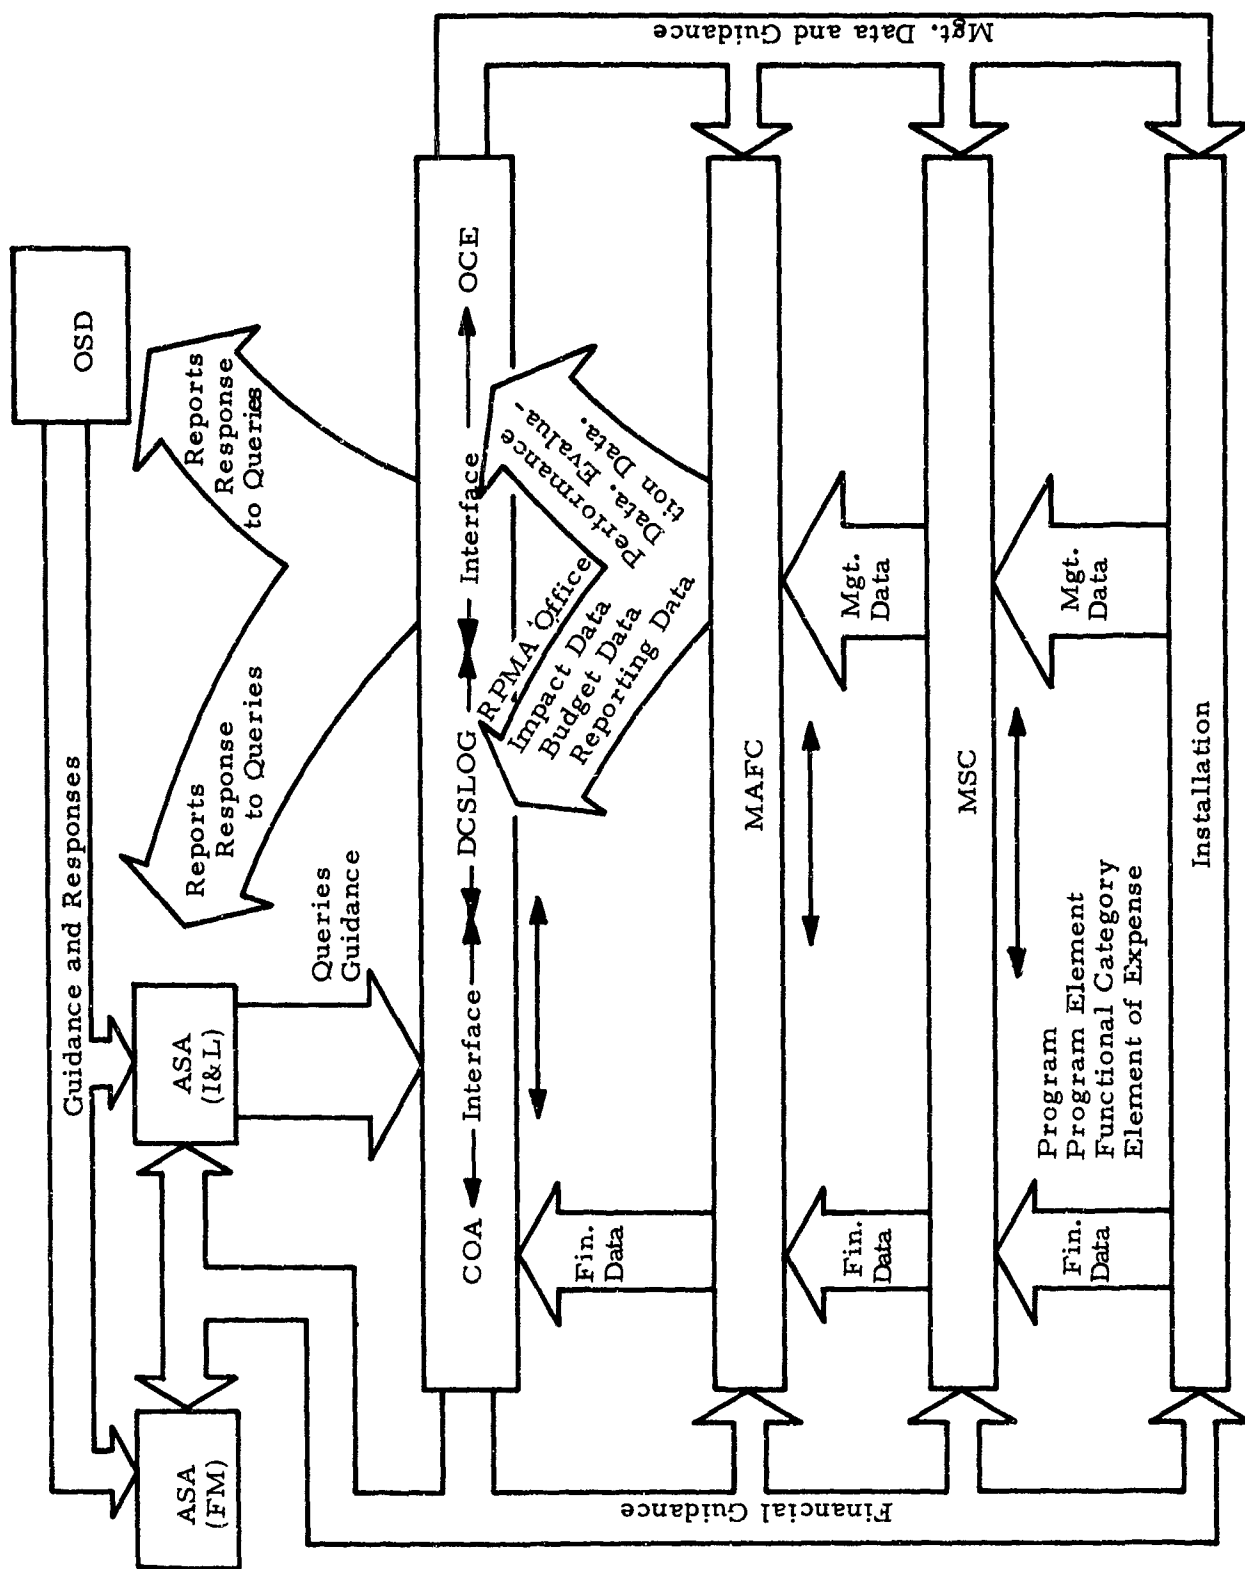 OSD
Guidance and Responses
ASA
(FM)
ASA
(I&L)
Reports
Response
to Queries
Reports
Response
to Queries
Queries
Guidance
COA
Interface
DCSLOG
Interface
OCE
RPMA Office
Impact Data
Budget Data
Reporting Data
Performance
Data. Evalua-
tion Data.
Fin.
Data
MAFC
Fin.
Data
Mgt.
Data
MSC
Program
Program Element
Functional Category
Element of Expense
Fin.
Data
Mgt.
Data
Installation
Financial Guidance
Mgt. Data and Guidance